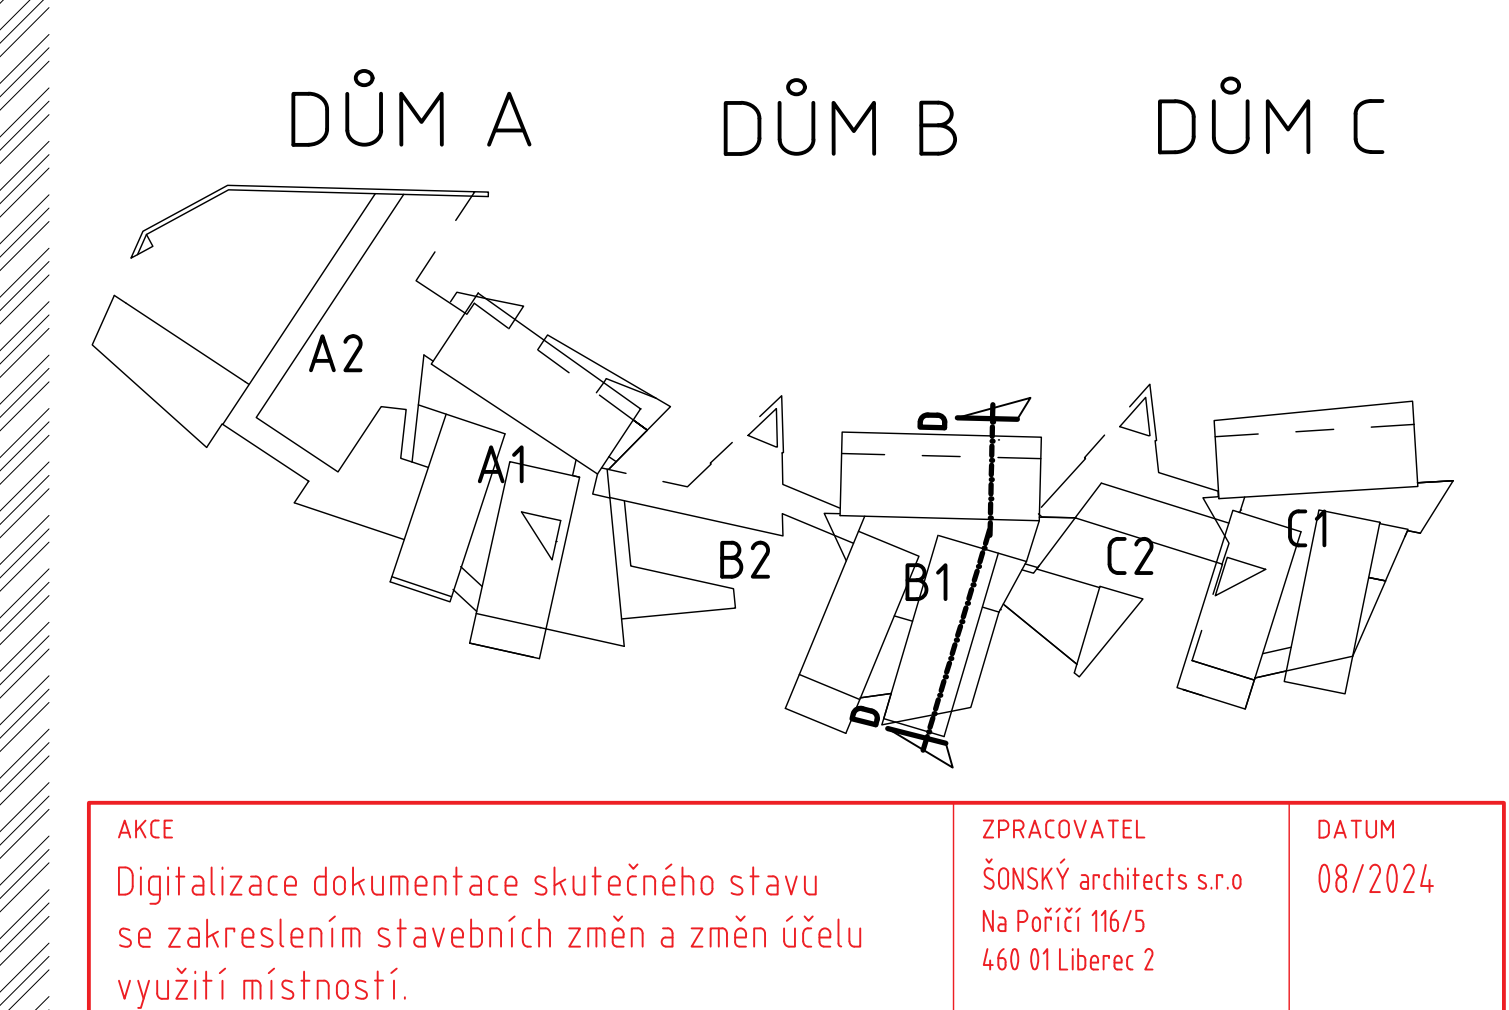 DŮM A
DŮM B
DŮM C
A2
A1
B2
B1
C2
C1
D
D
AKCE
Digitalizace dokumentace skutečného stavu
se zakreslením stavebních změn a změn účelu
využití místností.
ZPRACOVATEL
ŠONSKÝ architects s.r.o
Na Poříčí 116/5
460 01 Liberec 2
DATUM
08/2024